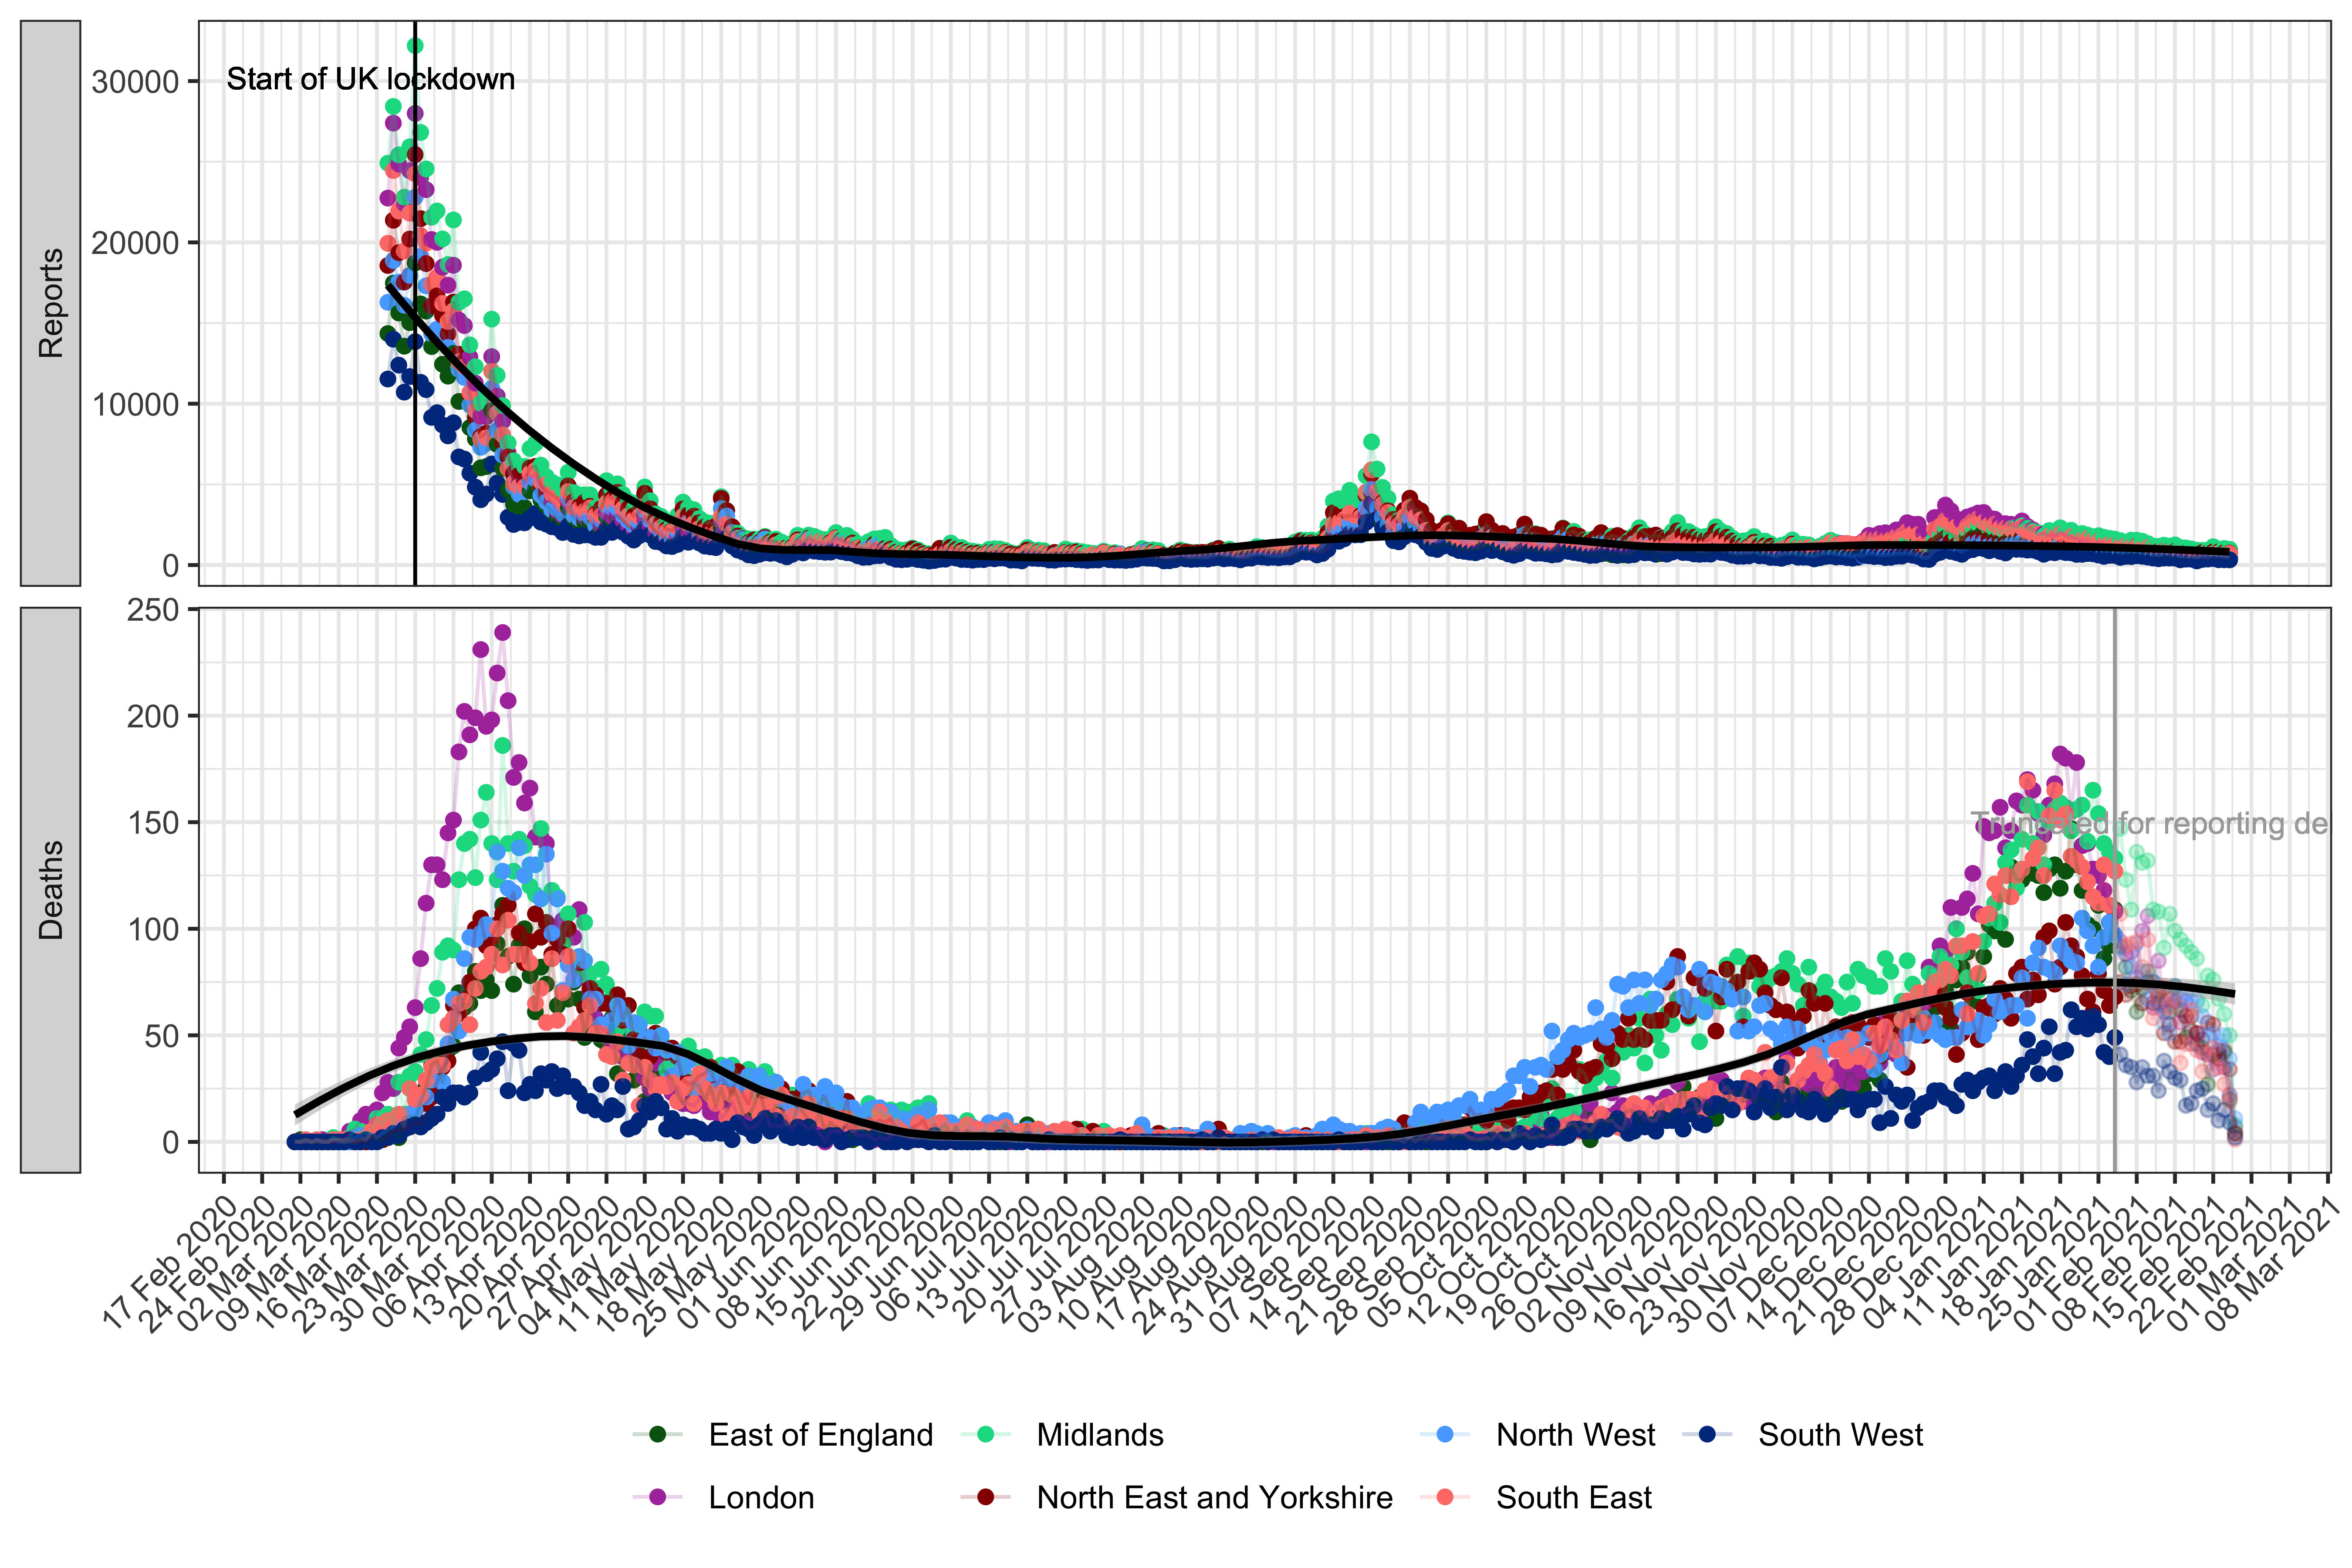 Reports
30000
20000
10000
0
Start of UK lockdown
Deaths
250
200
150
100
50
0
Truncated for reporting de
17 Feb 2020
24 Feb 2020
02 Mar 2020
09 Mar 2020
16 Mar 2020
23 Mar 2020
30 Mar 2020
06 Apr 2020
13 Apr 2020
20 Apr 2020
27 Apr 2020
04 May 2020
11 May 2020
18 May 2020
25 May 2020
01 Jun 2020
08 Jun 2020
15 Jun 2020
22 Jun 2020
29 Jun 2020
06 Jul 2020
13 Jul 2020
20 Jul 2020
27 Jul 2020
03 Aug 2020
10 Aug 2020
17 Aug 2020
24 Aug 2020
31 Aug 2020
07 Sep 2020
14 Sep 2020
21 Sep 2020
28 Sep 2020
05 Oct 2020
12 Oct 2020
19 Oct 2020
26 Oct 2020
02 Nov 2020
09 Nov 2020
16 Nov 2020
23 Nov 2020
30 Nov 2020
07 Dec 2020
14 Dec 2020
21 Dec 2020
28 Dec 2020
04 Jan 2021
11 Jan 2021
18 Jan 2021
25 Jan 2021
01 Feb 2021
08 Feb 2021
15 Feb 2021
22 Feb 2021
01 Mar 2021
08 Mar 2021
East of England
Midlands
North West
South West
London
North East and Yorkshire
South East